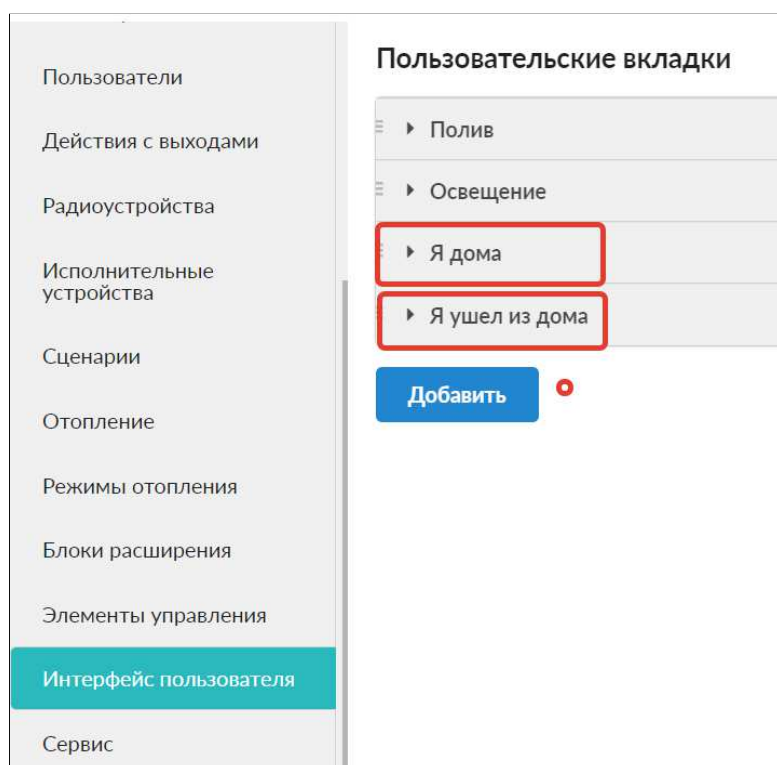 Пользователи
Действия с выходами
Радиоустройства
Исполнительные
устройства
Сценарии
Отопление
Режимы отопления
Блоки расширения
Элементы управления
Интерфейс пользователя
Сервис
Пользовательские вкладки
Полив
Освещение
Я дома
Я ушел из дома
Добавить